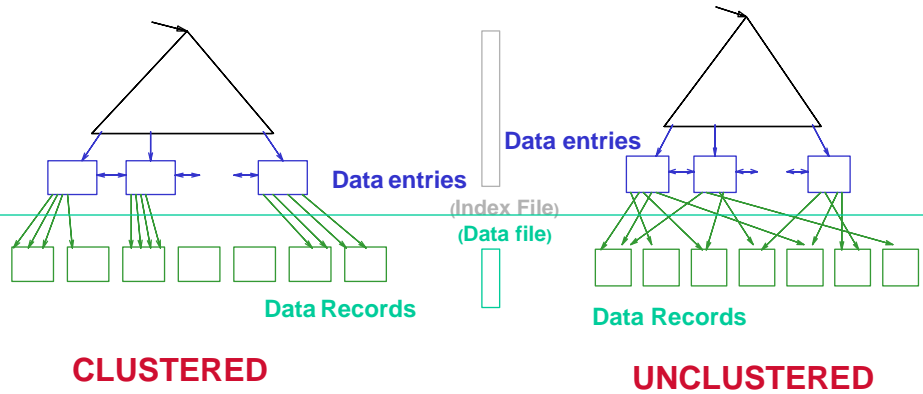 Data entries
Data entries
(Index File)
(Data file)
Data Records
Data Records
CLUSTERED
UNCLUSTERED